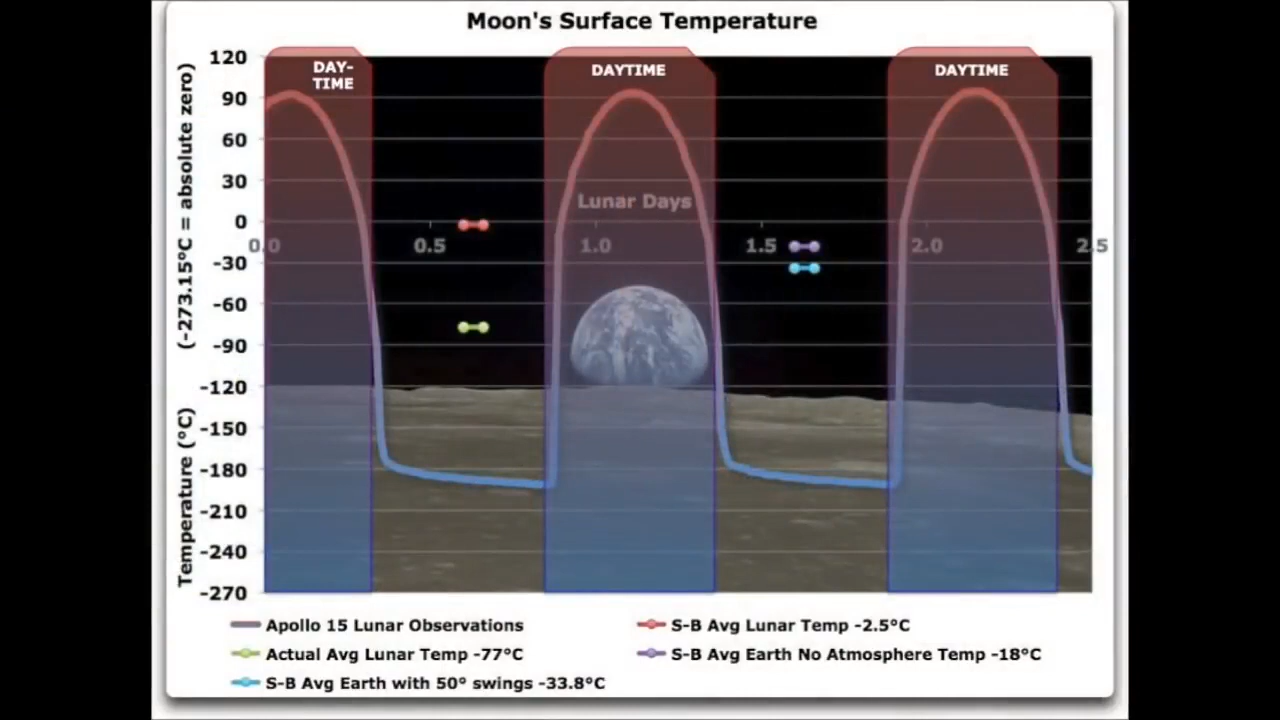 Moon's Surface Temperature
Temperature (°C) (-273.15°C = absolute zero)
120
90
60
30
0
-30
-60
-90
-120
-150
-180
-210
-240
-270
DAY-
TIME
DAYTIME
DAYTIME
Lunar Days
0.0 0.5 1.0 1.5 2.0 2.5
Apollo 15 Lunar Observations
S-B Avg Lunar Temp -2.5°C
Actual Avg Lunar Temp -77°C
S-B Avg Earth No Atmosphere Temp -18°C
S-B Avg Earth with 50° swings -33.8°C